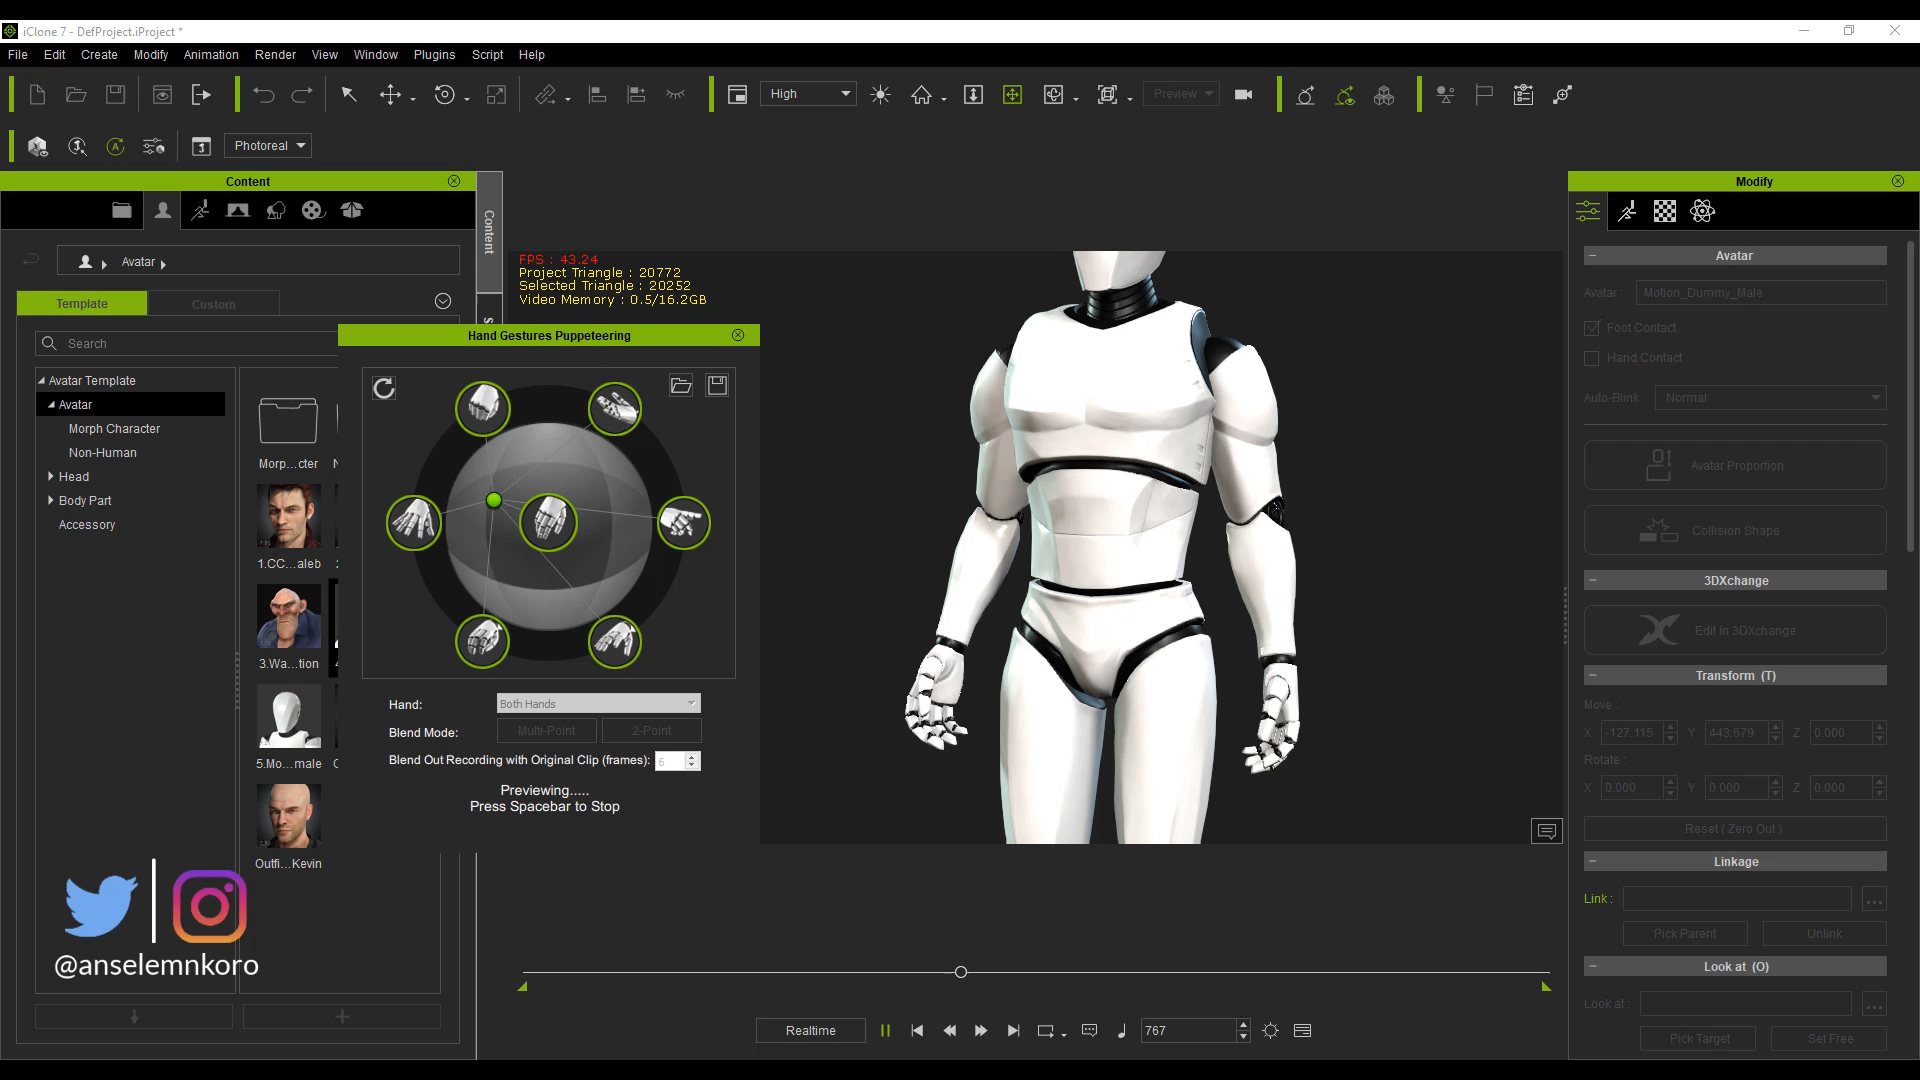 iClone 7 - DefProject.iProject *
File Edit Create Modify Animation Render View Window Plugins Script Help
High
Preview
Photoreal
Content
Content
Avatar
Template
Custom
Search
Avatar Template
Avatar
Morph Character
Non-Human
Head
Body Part
Accessory
Morp...cter
1.CC...aleb
3.Wa...tion
5.Mo...male
Outfi...Kevin
@anselemnkoro
FPS : 43.24
Project Triangle : 20772
Selected Triangle : 20252
Video Memory : 0.5/16.2GB
Hand Gestures Puppeteering
Hand:
Both Hands
Blend Mode:
Multi-Point
2-Point
Blend Out Recording with Original Clip (frames):
6
Previewing.....
Press Spacebar to Stop
Realtime
767
Modify
Avatar
Avatar :
Motion_Dummy_Male
Foot Contact
Hand Contact
Auto-Blink :
Normal
Avatar Proportion
Collision Shape
3DXchange
Edit in 3DXchange
Transform (T)
Move :
X -127.115 Y 443.679 Z 0.000
Rotate :
X 0.000 Y 0.000 Z 0.000
Reset ( Zero Out )
Linkage
Link :
...
Pick Parent
Unlink
Look at (O)
Look at :
...
Pick Target
Set Free